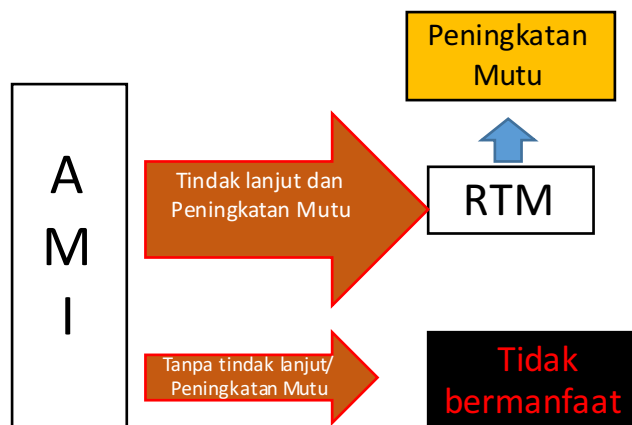 Peningkatan
Mutu
A
M
I
Tindak lanjut dan
Peningkatan Mutu
RTM
Tanpa tindak lanjut/
Peningkatan Mutu
Tidak
bermanfaat